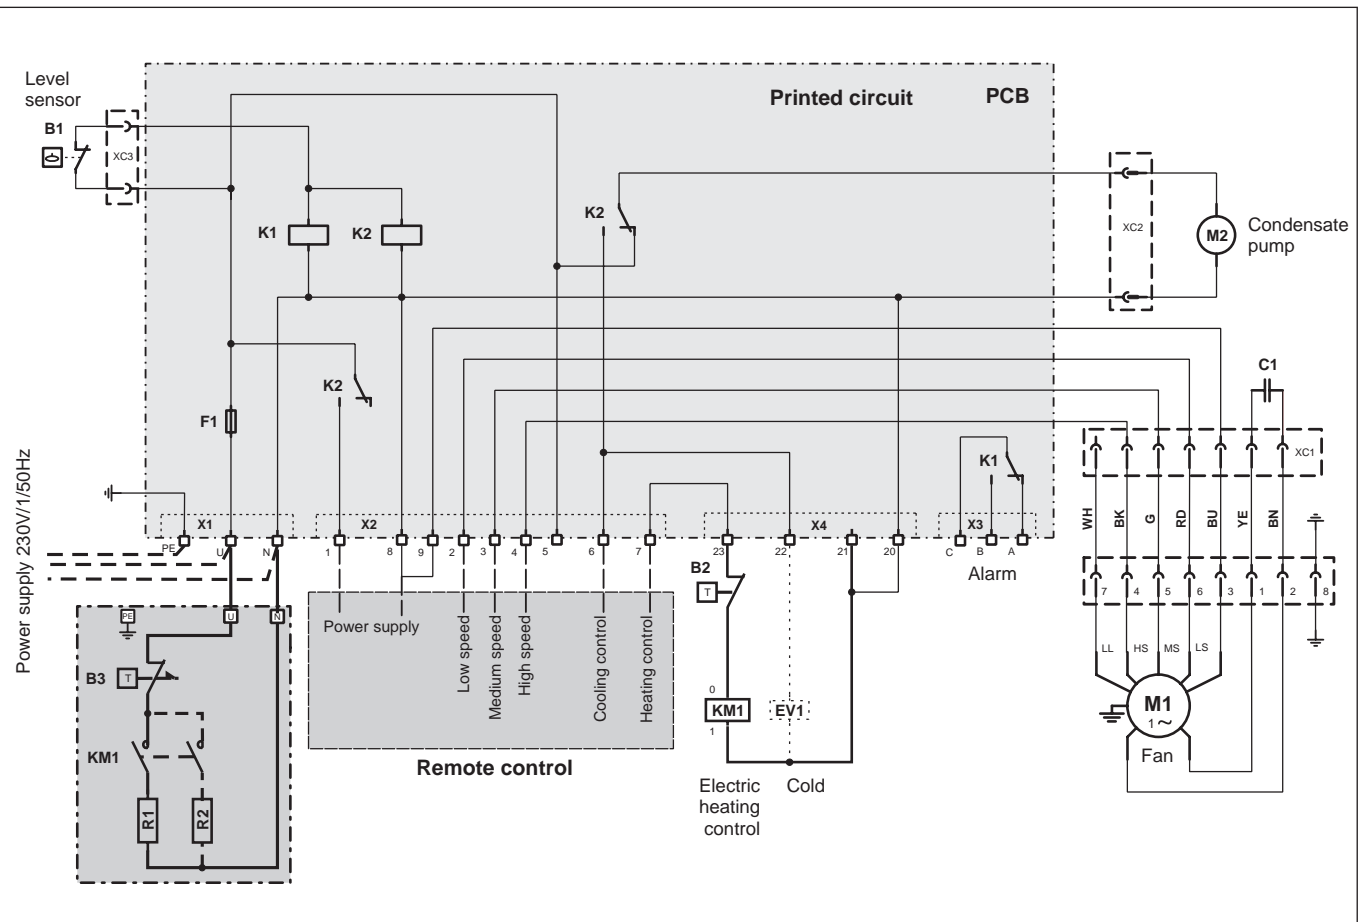 Level
sensor
B1
XC3
Printed circuit
PCB
K1
K2
K2
XC2
M2
Condensate
pump
K2
F1
C1
XC1
K1
Power supply 230V/1/50Hz
X1
X2
X4
X3
PE
U
N
1
8
9
2
3
4
5
6
7
23
22
21
20
C
B
A
Alarm
WH
BK
G
RD
BU
YE
BN
7
4
5
6
3
1
2
8
LL
HS
MS
LS
M1
1~
Fan
PE
U
N
B3
T
KM1
R1
R2
Power supply
Low speed
Medium speed
High speed
Cooling control
Heating control
Remote control
B2
T
0
KM1
1
EV1
Electric
heating
control
Cold